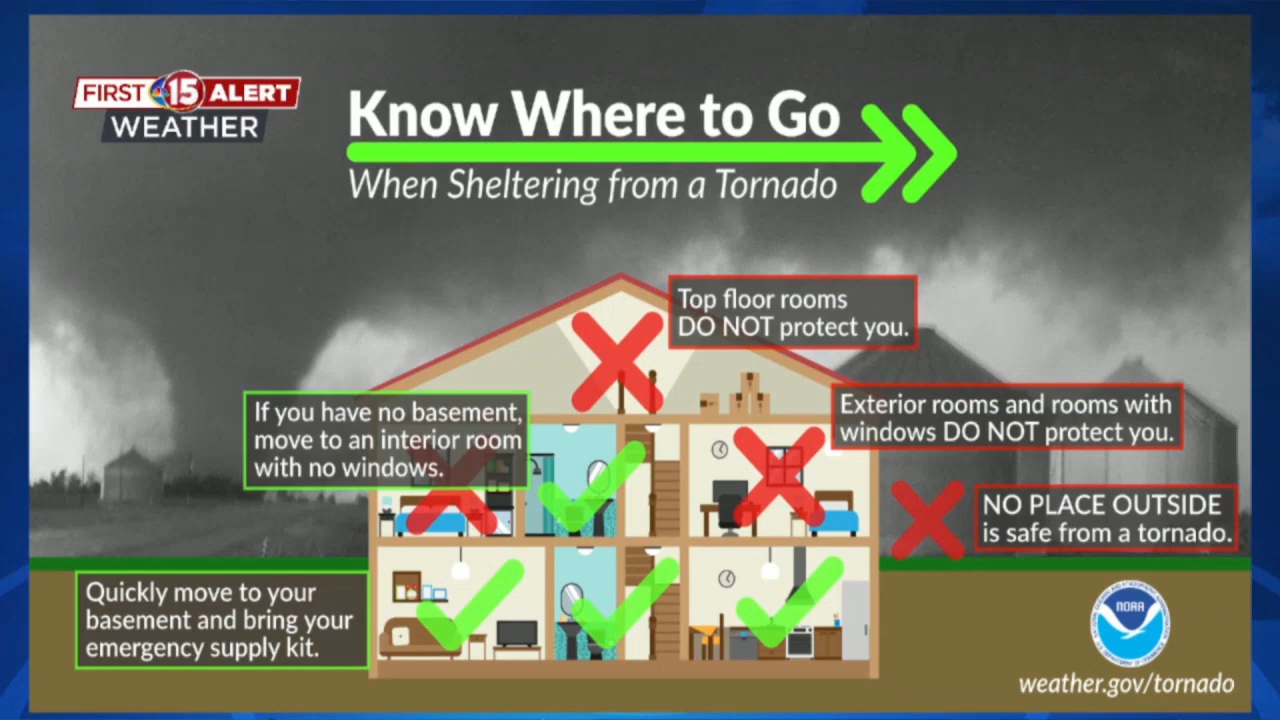 FIRST 15 ALERT
WEATHER
Know Where to Go
When Sheltering from a Tornado
Top floor rooms
DO NOT protect you.
If you have no basement,
move to an interior room
with no windows.
Exterior rooms and rooms with
windows DO NOT protect you.
NO PLACE OUTSIDE
is safe from a tornado.
Quickly move to your
basement and bring your
emergency supply kit.
NOAA
weather.gov/tornado